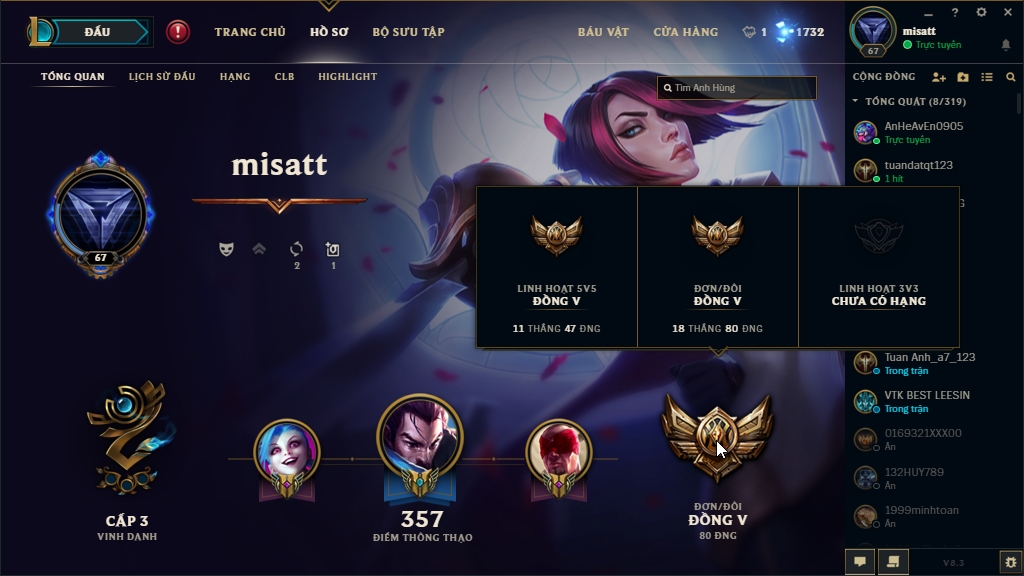 ĐẤU
TRANG CHỦ
HỒ SƠ
BỘ SƯU TẬP
BÁU VẬT
CỬA HÀNG
1
1732
67
misatt
Trực tuyến
TỔNG QUAN
LỊCH SỬ ĐẤU
HẠNG
CLB
HIGHLIGHT
Tìm Anh Hùng
CỘNG ĐỒNG
TỔNG QUÁT (8/319)
AnHeAvEn0905
Trực tuyến
tuandatqt123
1 hit
misatt
67
2
1
LINH HOẠT 5V5
ĐỒNG V
11 THẮNG 47 ĐNG
ĐƠN/ĐÔI
ĐỒNG V
18 THẮNG 80 ĐNG
LINH HOẠT 3V3
CHƯA CÓ HẠNG
Tuan Anh_a7_123
Trong trận
VTK BEST LEESIN
Trong trận
0169321XXX00
Ẩn
132HUY789
Ẩn
1999minhtoan
Ẩn
CẤP 3
VINH DANH
357
ĐIỂM THÔNG THẠO
ĐƠN/ĐÔI
ĐỒNG V
80 ĐNG
V8.3